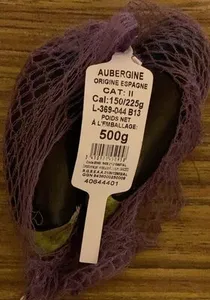 AUBERGINE
ORIGINE ESPAGNE
CAT: II
Cal:150/225g
L-369-044 B13
POIDS NET
À L'EMBALLAGE:
500g
40644401